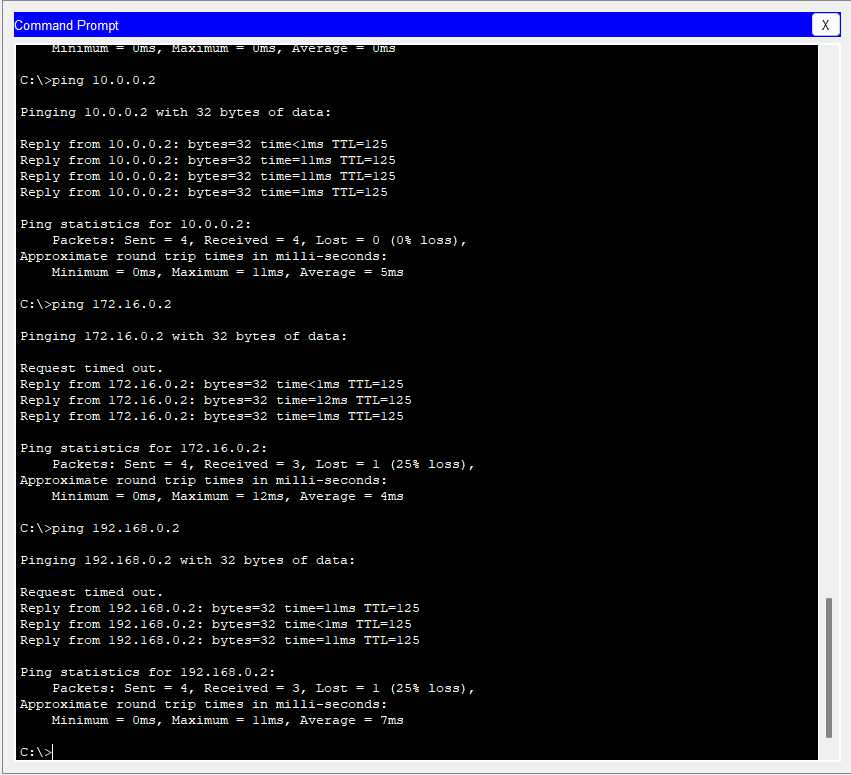 Command Prompt
X
Minimum = 0ms, Maximum = 0ms, Average = 0ms
C:\>ping 10.0.0.2
Pinging 10.0.0.2 with 32 bytes of data:
Reply from 10.0.0.2: bytes=32 time<1ms TTL=125
Reply from 10.0.0.2: bytes=32 time=11ms TTL=125
Reply from 10.0.0.2: bytes=32 time=11ms TTL=125
Reply from 10.0.0.2: bytes=32 time=1ms TTL=125
Ping statistics for 10.0.0.2:
Packets: Sent = 4, Received = 4, Lost = 0 (0% loss),
Approximate round trip times in milli-seconds:
Minimum = 0ms, Maximum = 11ms, Average = 5ms
C:\>ping 172.16.0.2
Pinging 172.16.0.2 with 32 bytes of data:
Request timed out.
Reply from 172.16.0.2: bytes=32 time<1ms TTL=125
Reply from 172.16.0.2: bytes=32 time=12ms TTL=125
Reply from 172.16.0.2: bytes=32 time=1ms TTL=125
Ping statistics for 172.16.0.2:
Packets: Sent = 4, Received = 3, Lost = 1 (25% loss),
Approximate round trip times in milli-seconds:
Minimum = 0ms, Maximum = 12ms, Average = 4ms
C:\>ping 192.168.0.2
Pinging 192.168.0.2 with 32 bytes of data:
Request timed out.
Reply from 192.168.0.2: bytes=32 time=11ms TTL=125
Reply from 192.168.0.2: bytes=32 time<1ms TTL=125
Reply from 192.168.0.2: bytes=32 time=11ms TTL=125
Ping statistics for 192.168.0.2:
Packets: Sent = 4, Received = 3, Lost = 1 (25% loss),
Approximate round trip times in milli-seconds:
Minimum = 0ms, Maximum = 11ms, Average = 7ms
C:\>